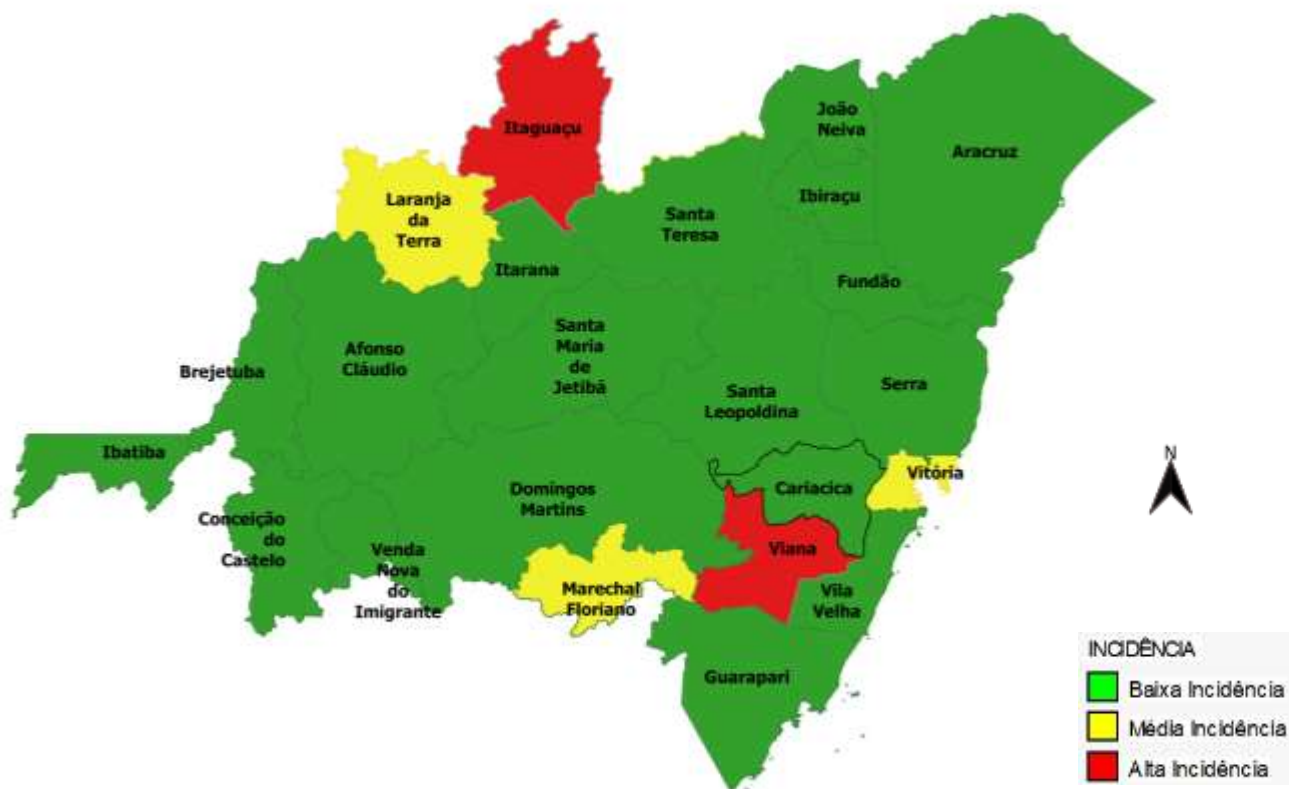 João
Neiva
Itaguaçu
Aracruz
Laranja
da
Terra
Ibiraçu
Santa
Teresa
Itarana
Fundão
Santa
Maria
de
Jetibá
Afonso
Cláudio
Brejetuba
Serra
Santa
Leopoldina
Ibatiba
N
Vitória
Cariacica
Domingos
Martins
Conceição
do
Castelo
Venda
Nova
do
Imigrante
Viana
Marechal
Floriano
Vila
Velha
Guarapari
INCIDÊNCIA
Baixa Incidência
Média Incidência
Alta Incidência